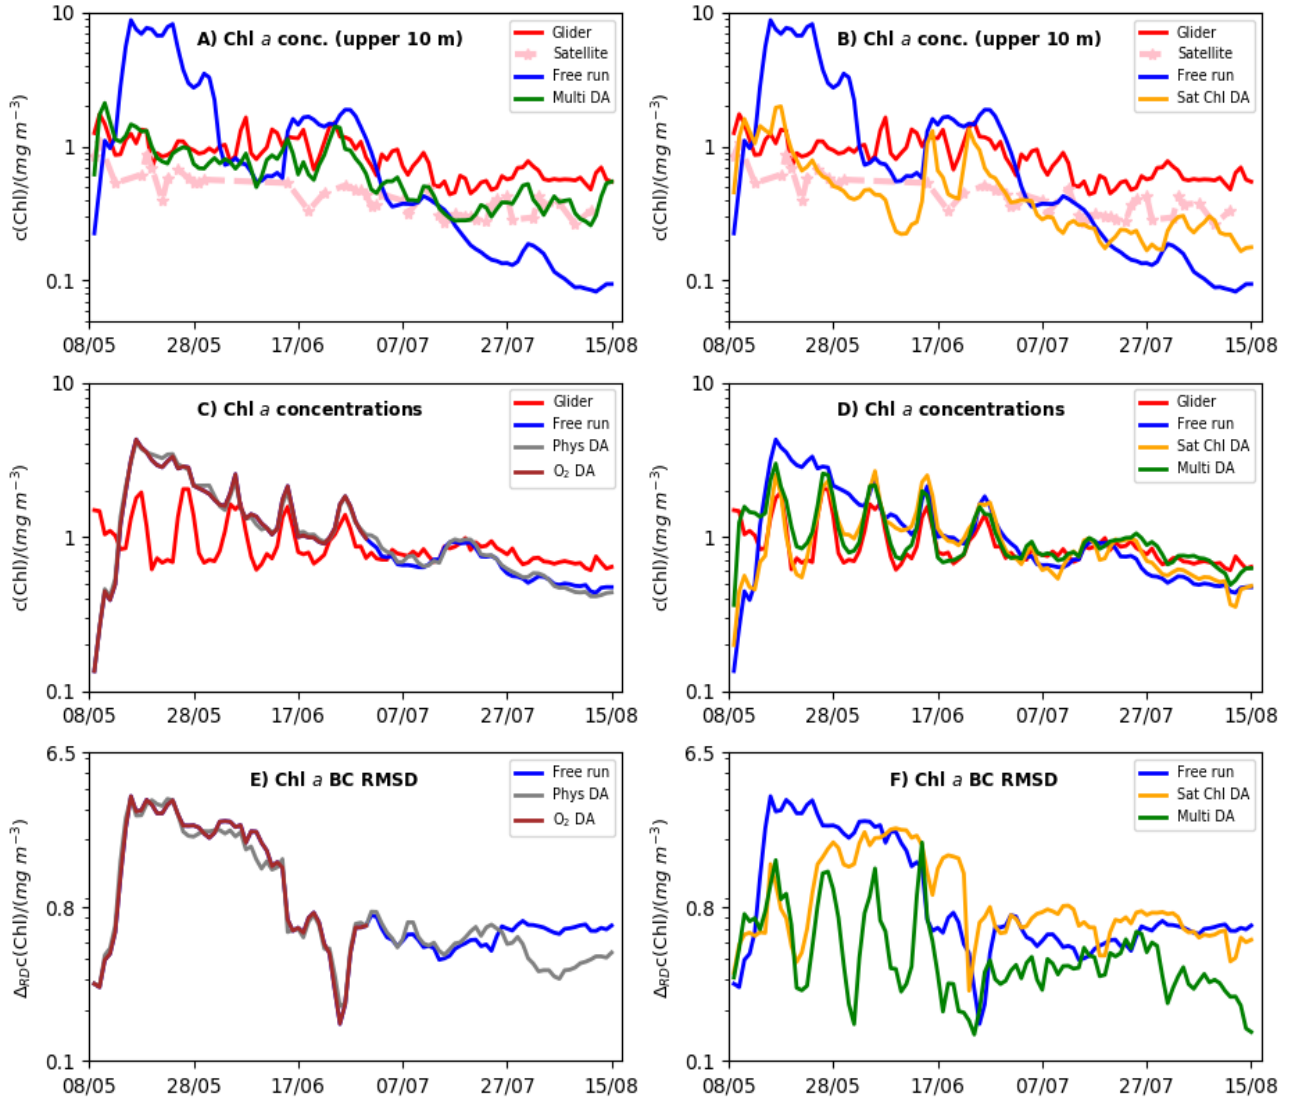 A) Chl a conc. (upper 10 m)
Glider
Satellite
Free run
Multi DA
c(Chl)/(mg m⁻³)
10
1
0.1
08/05 28/05 17/06 07/07 27/07 15/08
B) Chl a conc. (upper 10 m)
Glider
Satellite
Free run
Sat Chl DA
c(Chl)/(mg m⁻³)
10
1
0.1
08/05 28/05 17/06 07/07 27/07 15/08
C) Chl a concentrations
Glider
Free run
Phys DA
O₂ DA
c(Chl)/(mg m⁻³)
10
1
0.1
08/05 28/05 17/06 07/07 27/07 15/08
D) Chl a concentrations
Glider
Free run
Sat Chl DA
Multi DA
c(Chl)/(mg m⁻³)
10
1
0.1
08/05 28/05 17/06 07/07 27/07 15/08
E) Chl a BC RMSD
Free run
Phys DA
O₂ DA
Δ_RD c(Chl)/(mg m⁻³)
6.5
0.8
0.1
08/05 28/05 17/06 07/07 27/07 15/08
F) Chl a BC RMSD
Free run
Sat Chl DA
Multi DA
Δ_RD c(Chl)/(mg m⁻³)
6.5
0.8
0.1
08/05 28/05 17/06 07/07 27/07 15/08